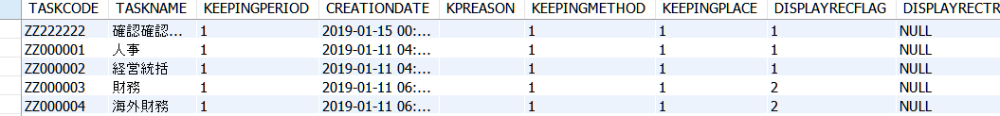 TASKCODE TASKNAME KEEPINGPERIOD CREATIONDATE KPREASON KEEPINGMETHOD KEEPINGPLACE DISPLAYRECFLAG DISPLAYRECTR
ZZ222222 確認確認... 1 2019-01-15 00:... 1 1 1 NULL
ZZ000001 人事 1 2019-01-11 04:... 1 1 1 NULL
ZZ000002 経営統括 1 2019-01-11 04:... 1 1 1 NULL
ZZ000003 財務 1 2019-01-11 06:... 1 1 2 NULL
ZZ000004 海外財務 1 2019-01-11 06:... 1 1 2 NULL